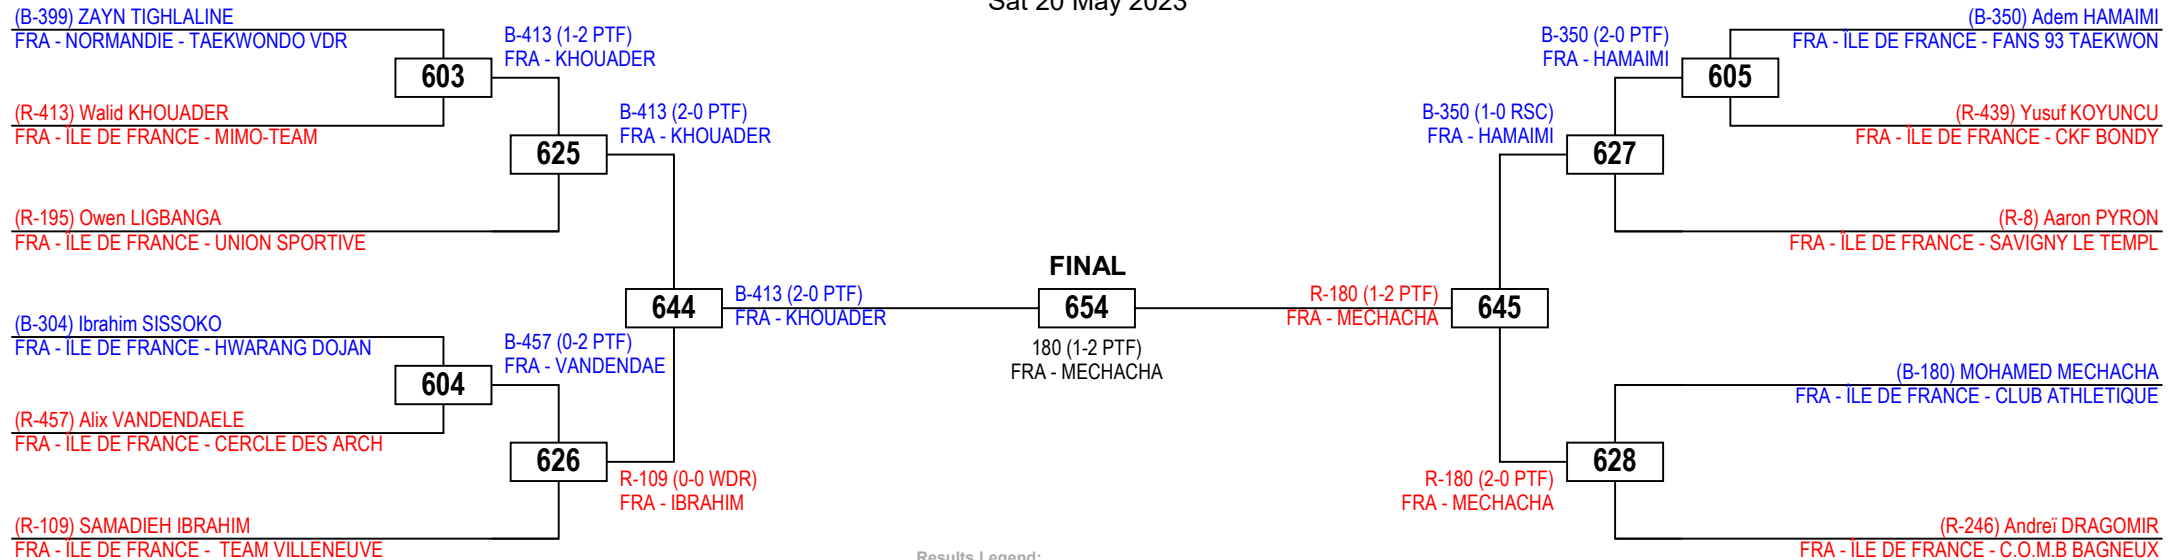 Sat 20 May 2023
(B-399) ZAYN TIGHLALINE
FRA - NORMANDIE - TAEKWONDO VDR
603
(R-413) Walid KHOUADER
FRA - ÎLE DE FRANCE - MIMO-TEAM
B-413 (1-2 PTF)
FRA - KHOUADER
625
(R-195) Owen LIGBANGA
FRA - ÎLE DE FRANCE - UNION SPORTIVE
B-413 (2-0 PTF)
FRA - KHOUADER
644
(B-304) Ibrahim SISSOKO
FRA - ÎLE DE FRANCE - HWARANG DOJAN
604
(R-457) Alix VANDENDAELE
FRA - ÎLE DE FRANCE - CERCLE DES ARCH
B-457 (0-2 PTF)
FRA - VANDENDAE
626
(R-109) SAMADIEH IBRAHIM
FRA - ÎLE DE FRANCE - TEAM VILLENEUVE
R-109 (0-0 WDR)
FRA - IBRAHIM
B-413 (2-0 PTF)
FRA - KHOUADER
FINAL
654
180 (1-2 PTF)
FRA - MECHACHA
R-180 (1-2 PTF)
FRA - MECHACHA
645
B-350 (1-0 RSC)
FRA - HAMAIMI
627
B-350 (2-0 PTF)
FRA - HAMAIMI
605
(B-350) Adem HAMAIMI
FRA - ÎLE DE FRANCE - FANS 93 TAEKWON
(R-439) Yusuf KOYUNCU
FRA - ÎLE DE FRANCE - CKF BONDY
(R-8) Aaron PYRON
FRA - ÎLE DE FRANCE - SAVIGNY LE TEMPL
(B-180) MOHAMED MECHACHA
FRA - ÎLE DE FRANCE - CLUB ATHLETIQUE
628
R-180 (2-0 PTF)
FRA - MECHACHA
(R-246) Andreï DRAGOMIR
FRA - ÎLE DE FRANCE - C.O.M.B BAGNEUX
Results Legend: